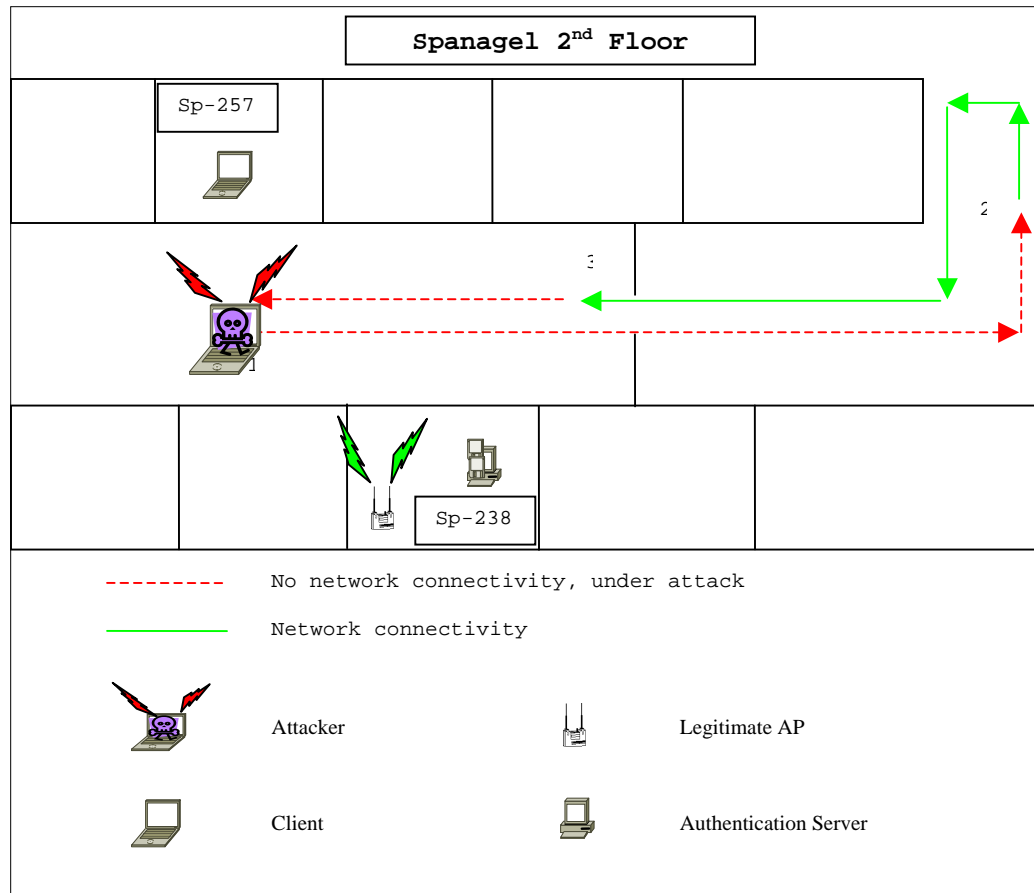 Spanagel 2nd Floor
Sp-257
2
3
1
Sp-238
No network connectivity, under attack
Network connectivity
Attacker
Legitimate AP
Client
Authentication Server